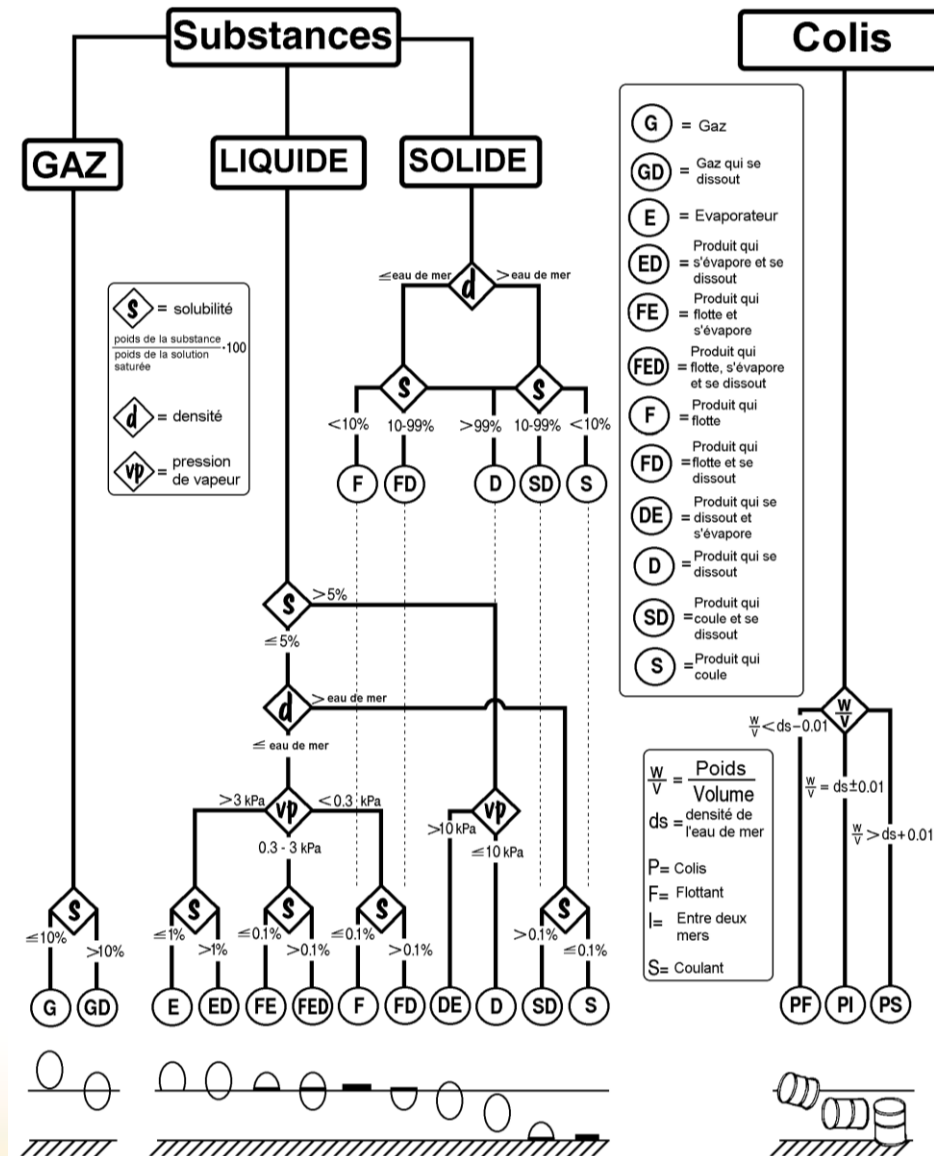 Substances
Colis
GAZ
LIQUIDE
SOLIDE
S = solubilité
poids de la substance
poids de la solution saturée
·100
d = densité
vp = pression
de vapeur
≤eau de mer
d
>eau de mer
S
S
<10%
10-99%
>99%
10-99%
<10%
F
FD
D
SD
S
G = Gaz
GD = Gaz qui se
dissout
E = Evaporateur
ED = Produit qui
s'évapore et se
dissout
FE = Produit qui
flotte et
s'évapore
FED = Produit qui
flotte, s'évapore
et se dissout
F = Produit qui
flotte
FD = Produit qui
flotte et se
dissout
DE = Produit qui se
dissout et
s'évapore
D = Produit qui se
dissout
SD = Produit qui
coule et se
dissout
S = Produit qui
coule
S
>5%
≤5%
d
>eau de mer
≤ eau de mer
>3 kPa
vp
<0.3 kPa
0.3 - 3 kPa
vp
>10 kPa
≤10 kPa
S
≤10%
>10%
S
≤1%
>1%
S
≤0.1%
>0.1%
S
≤0.1%
>0.1%
S
>0.1%
≤0.1%
G
GD
E
ED
FE
FED
F
FD
DE
D
SD
S
W/V
W/V <ds-0.01
W/V = ds±0.01
W/V >ds+0.01
W/V = Poids/Volume
ds = densité de
l'eau de mer
P= Colis
F= Flottant
I= Entre deux
mers
S= Coulant
PF
PI
PS